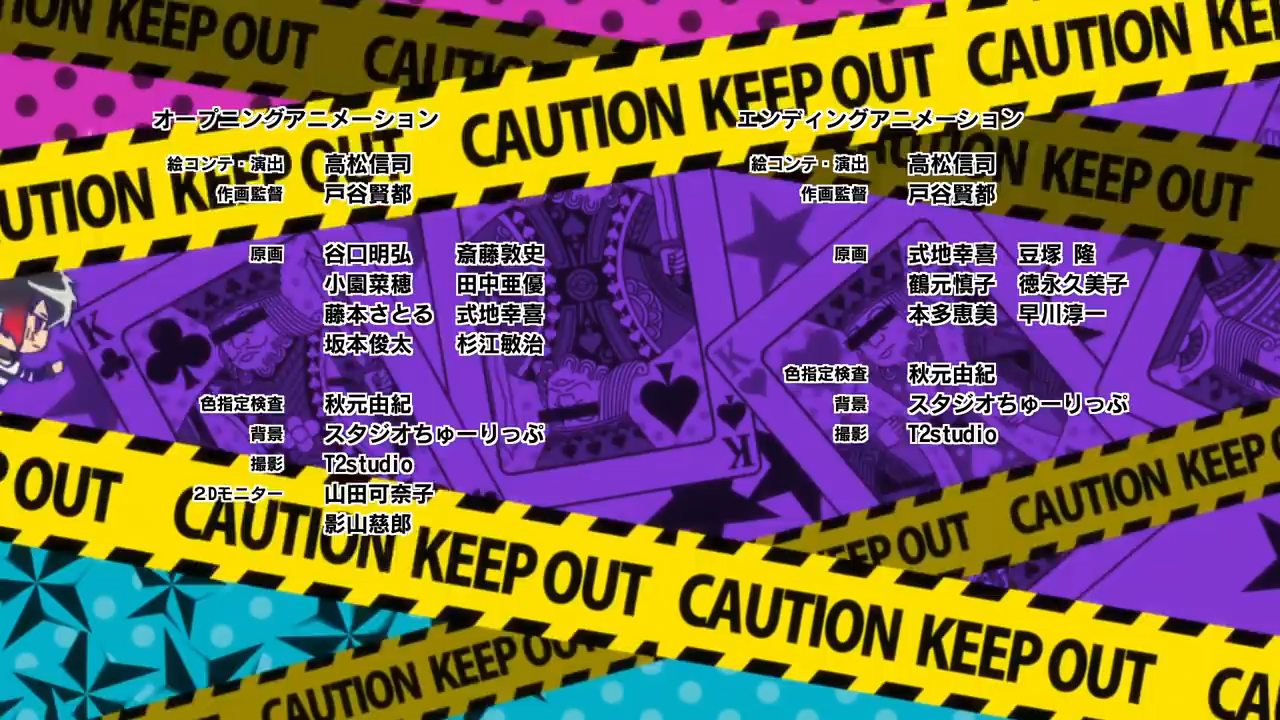 KEEP OUT CAUTION
CAUTION KEEP OUT CAUTION KEEP
CAUTION KEEP OUT
KEEP OUT
オープニングアニメーション
絵コンテ・演出 高松信司
作画監督 戸谷賢都
原画 谷口明弘 斎藤敦史
小園菜穂 田中亜優
藤本さとる 式地幸喜
坂本俊太 杉江敏治
色指定検査 秋元由紀
背景 スタジオちゅーりっぷ
撮影 T2studio
2Dモニター 山田可奈子
影山慈郎
エンディングアニメーション
絵コンテ・演出 高松信司
作画監督 戸谷賢都
原画 式地幸喜 豆塚 隆
鶴元慎子 徳永久美子
本多恵美 早川淳一
色指定検査 秋元由紀
背景 スタジオちゅーりっぷ
撮影 T2studio
K
K
K
OUT CAUTION KEEP OUT CAUTION KEEP OUT CA
KEEP OUT CAUTION KEEP
CAUTION KEEP OUT